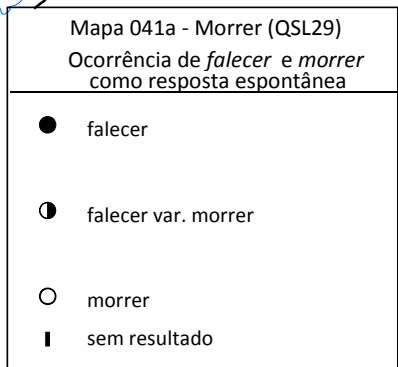 Mapa 041a - Morrer (QSL29)
Ocorrência de falecer e morrer
como resposta espontânea
falecer
falecer var. morrer
morrer
sem resultado